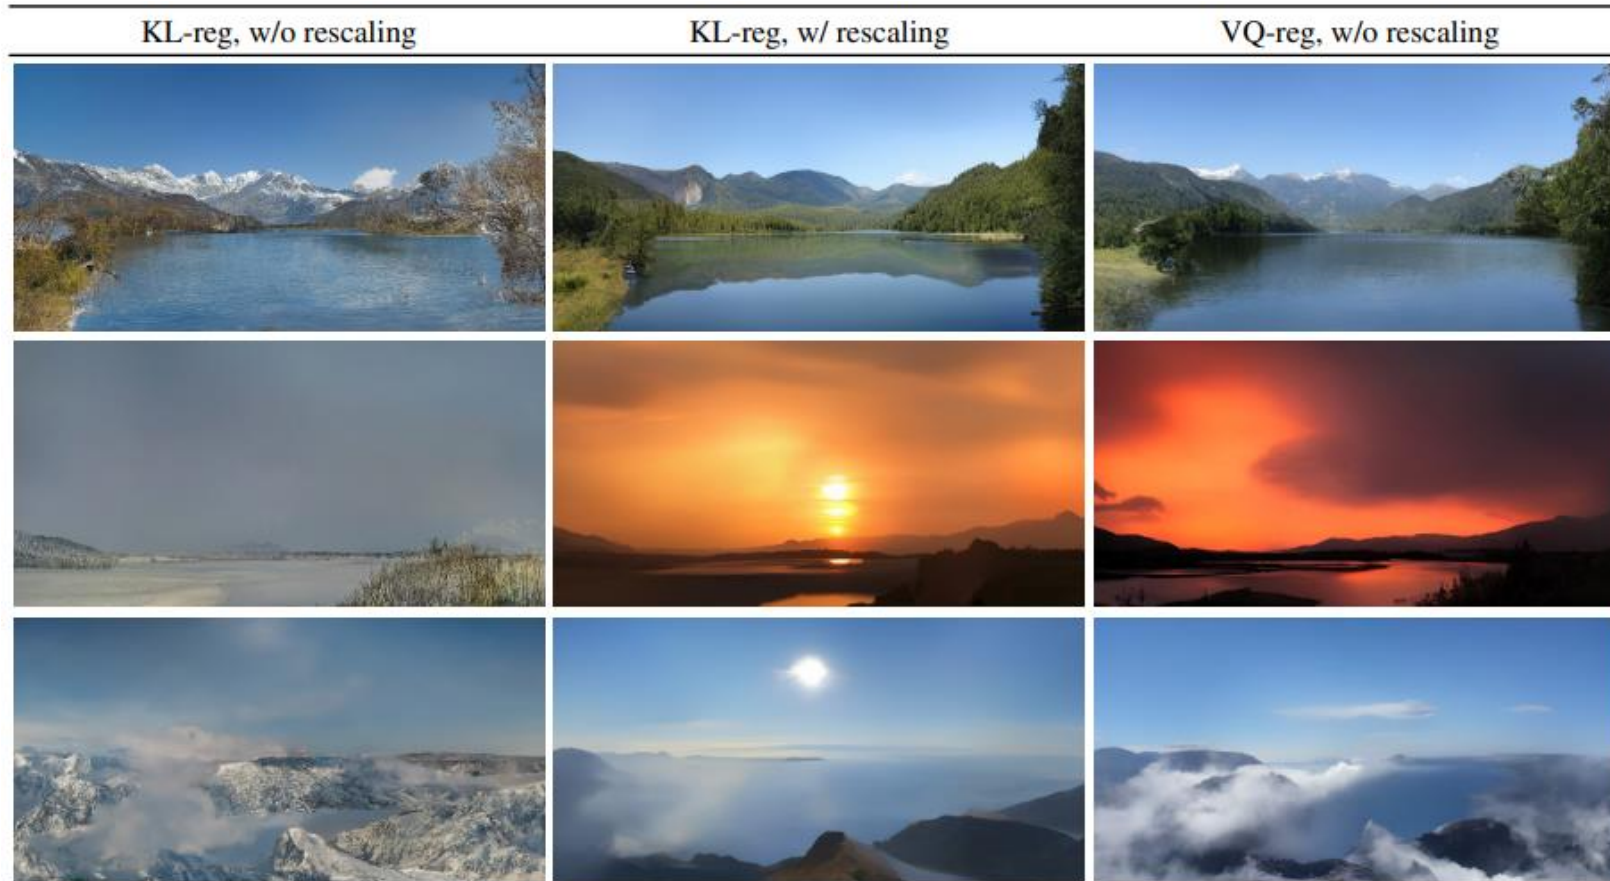 KL-reg, w/o rescaling
KL-reg, w/ rescaling
VQ-reg, w/o rescaling